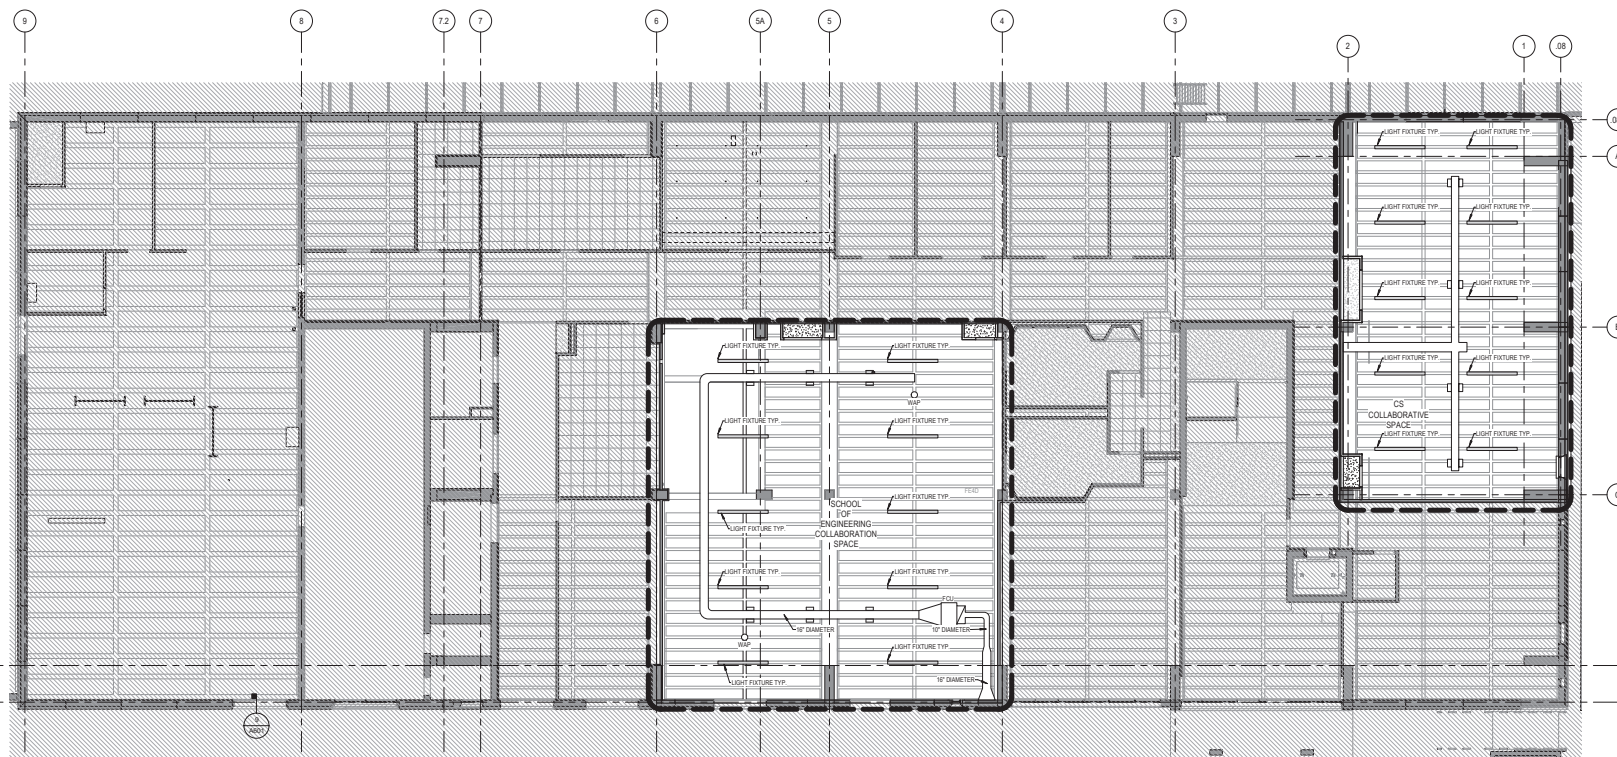 9
8
7.2
7
6
5A
5
4
3
2
1
.08
A
LIGHT FIXTURE TYP.
LIGHT FIXTURE TYP.
LIGHT FIXTURE TYP.
LIGHT FIXTURE TYP.
LIGHT FIXTURE TYP.
LIGHT FIXTURE TYP.
LIGHT FIXTURE TYP.
LIGHT FIXTURE TYP.
CS
COLLABORATIVE
SPACE
LIGHT FIXTURE TYP.
LIGHT FIXTURE TYP.
LIGHT FIXTURE TYP.
LIGHT FIXTURE TYP.
WAP
LIGHT FIXTURE TYP.
LIGHT FIXTURE TYP.
FE4D
LIGHT FIXTURE TYP.
SCHOOL
OF
ENGINEERING
COLLABORATION
SPACE
LIGHT FIXTURE TYP.
LIGHT FIXTURE TYP.
LIGHT FIXTURE TYP.
FCU
16" DIAMETER
10" DIAMETER
WAP
LIGHT FIXTURE TYP.
16" DIAMETER
LIGHT FIXTURE TYP.
9
A601